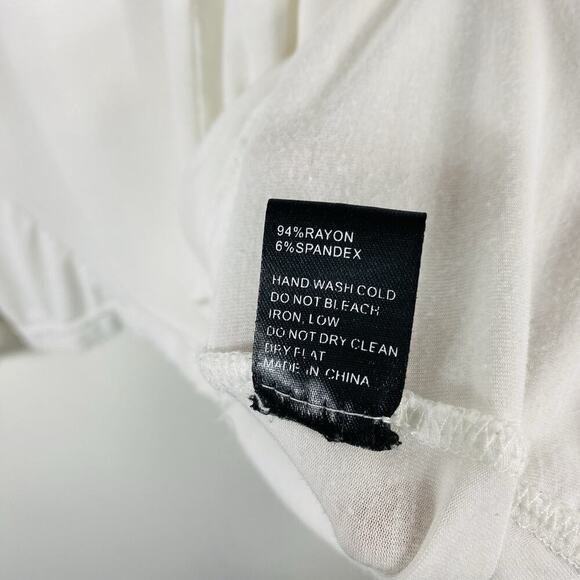 94%RAYON
6%SPANDEX
HAND WASH COLD
DO NOT BLEACH
IRON, LOW
DO NOT DRY CLEAN
DRY FLAT
MADE IN CHINA